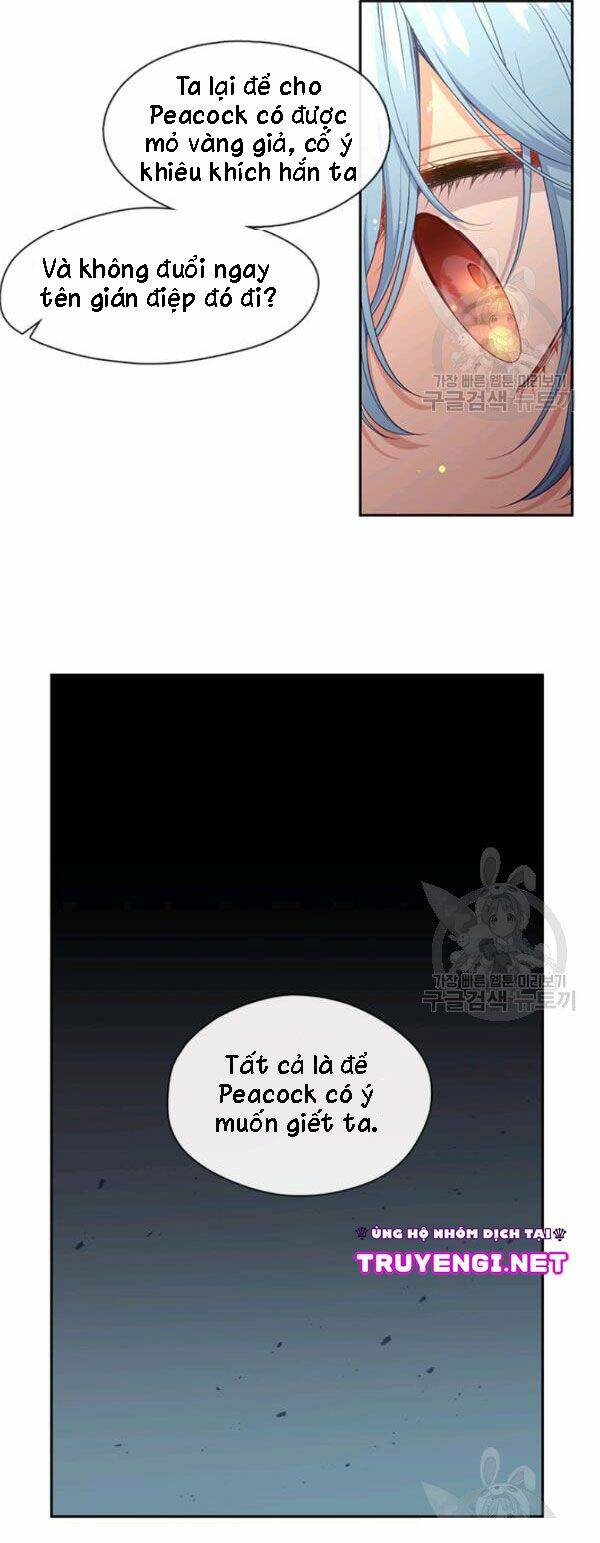 Ta lại để cho
Peacock có được
mỏ vàng giả, cố ý
khiêu khích hắn ta
Và không đuổi ngay
tên gián điệp đó đi?
가장 빠른 웹툰 미리보기
구글검색 뉴토끼
가장 빠른 웹툰 미리보기
구글검색 뉴토끼
Tất cả là để
Peacock có ý
muốn giết ta.
ỦNG HỘ NHÓM DỊCH TẠI
TRUYENGI.NET